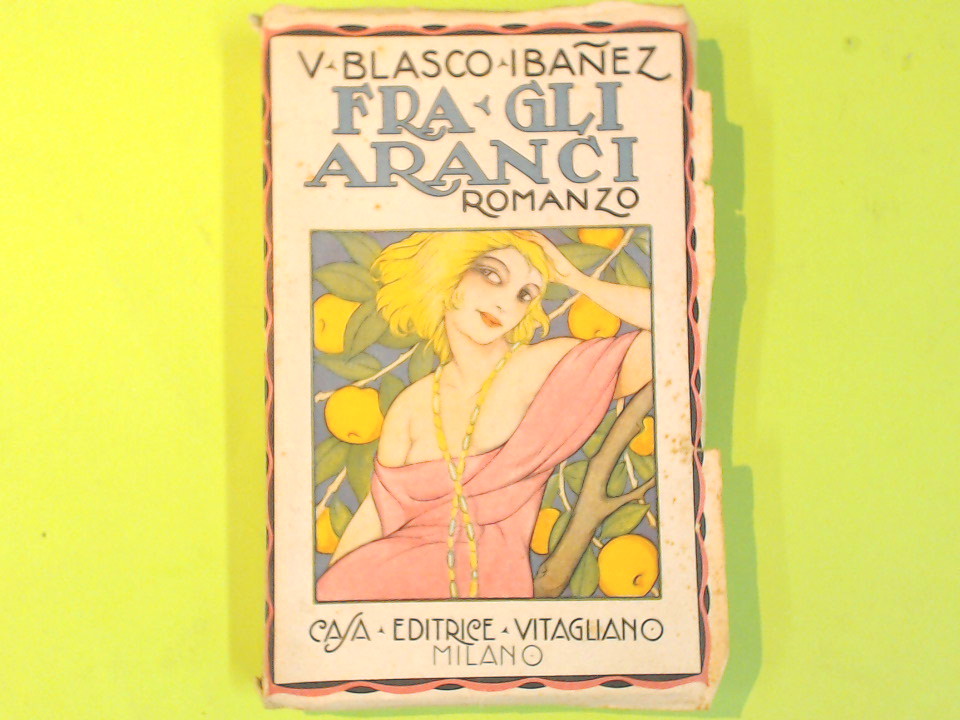 V ▴ BLASCO ▴ IBAÑEZ
FRA ▴ GLI
ARANCI
ROMANZO
CASA ▴ EDITRICE ▴ VITAGLIANO
MILANO